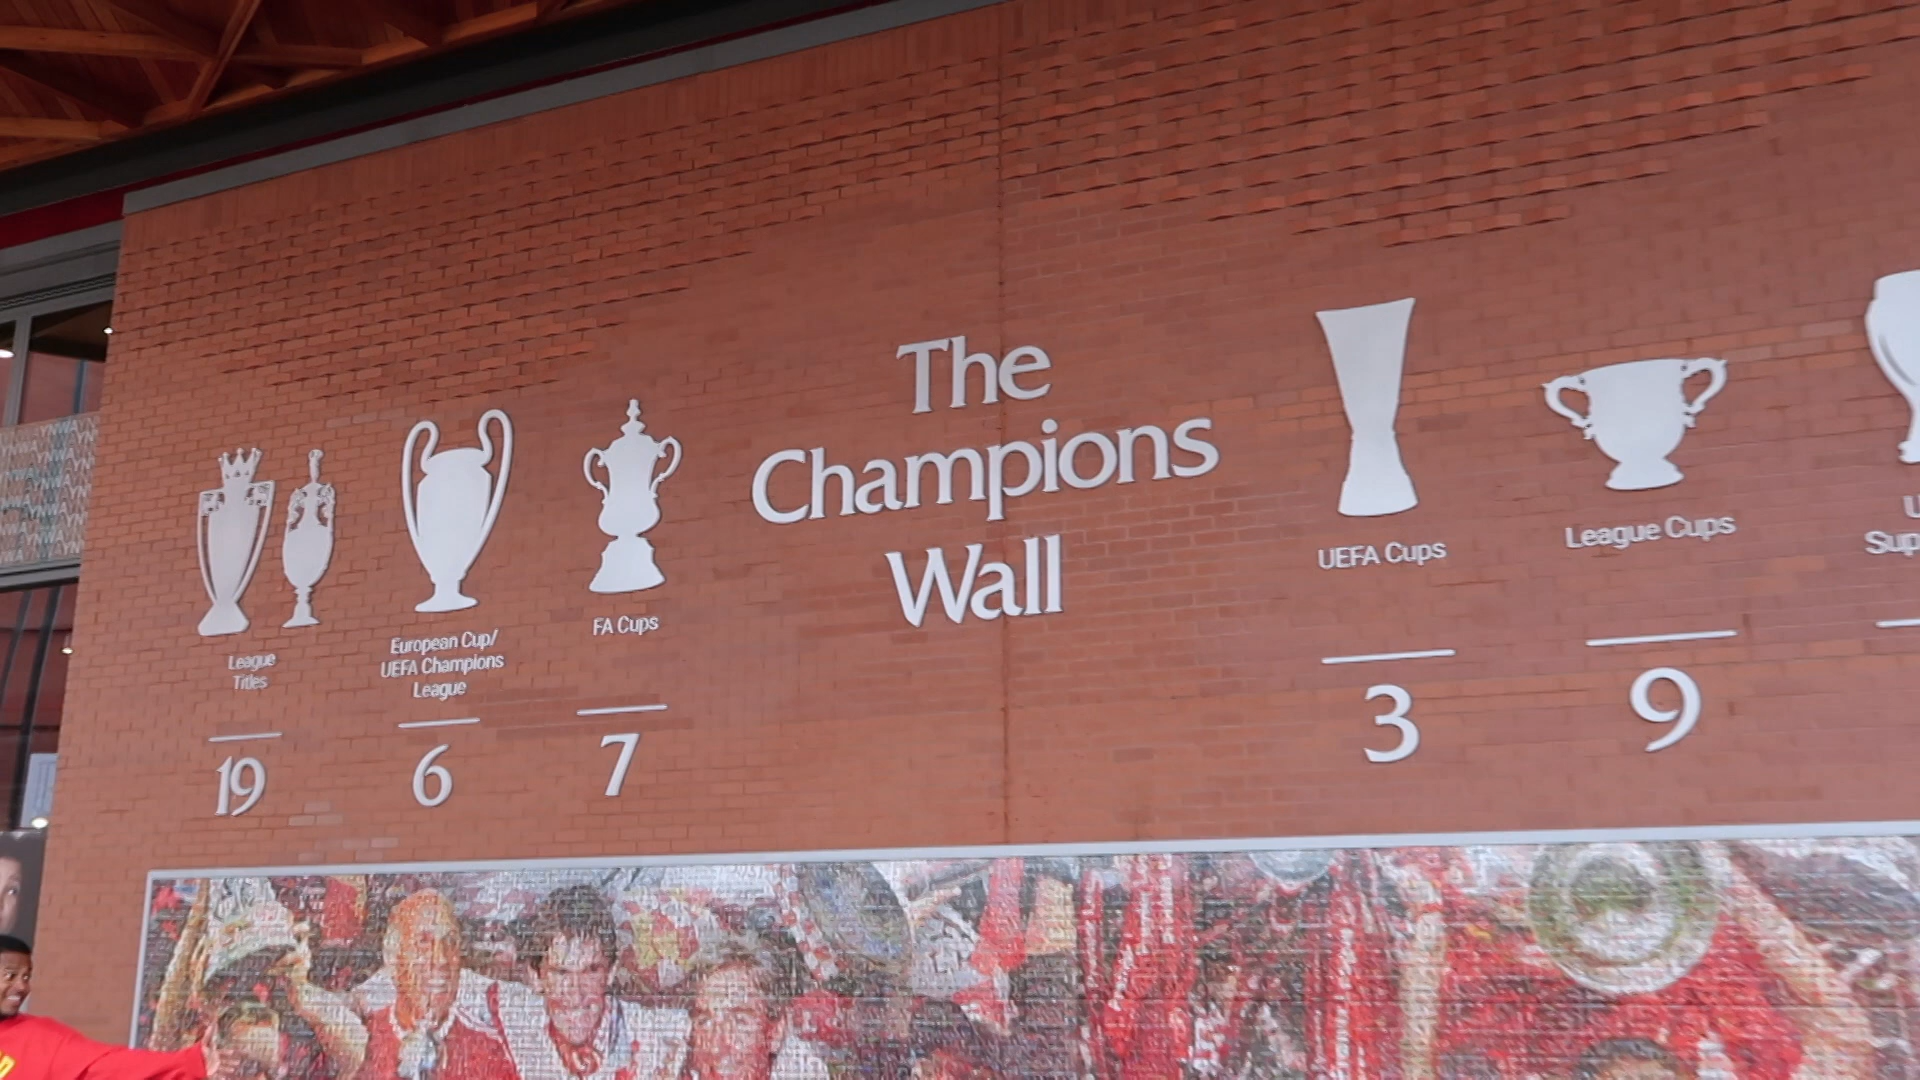 The
Champions
Wall
League
Titles
19
European Cup/
UEFA Champions
League
6
FA Cups
7
UEFA Cups
3
League Cups
9